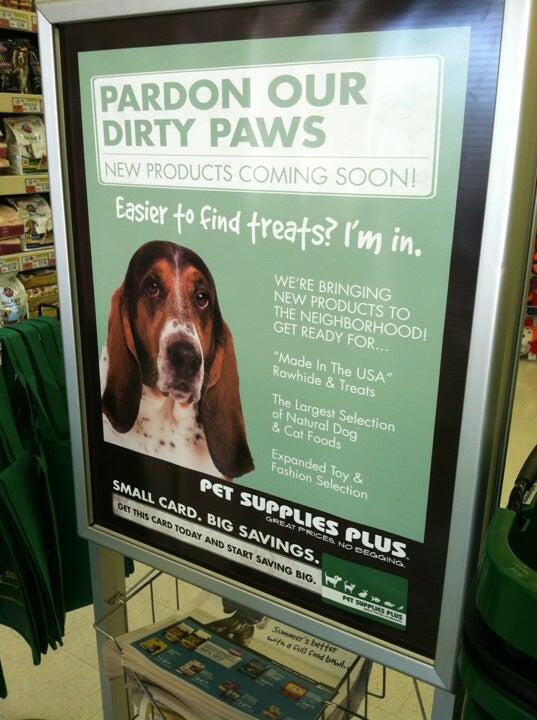 PARDON OUR
DIRTY PAWS
NEW PRODUCTS COMING SOON!
Easier to find treats? I'm in.
WE'RE BRINGING
NEW PRODUCTS TO
THE NEIGHBORHOOD!
GET READY FOR...
"Made In The USA"
Rawhide & Treats
The Largest Selection
of Natural Dog
& Cat Foods
Expanded Toy &
Fashion Selection
PET SUPPLIES PLUS
GREAT PRICES. NO BEGGING.
SMALL CARD. BIG SAVINGS.
GET THIS CARD TODAY AND START SAVING BIG.
PET SUPPLIES PLUS
Summer's better
with a full food bowl.